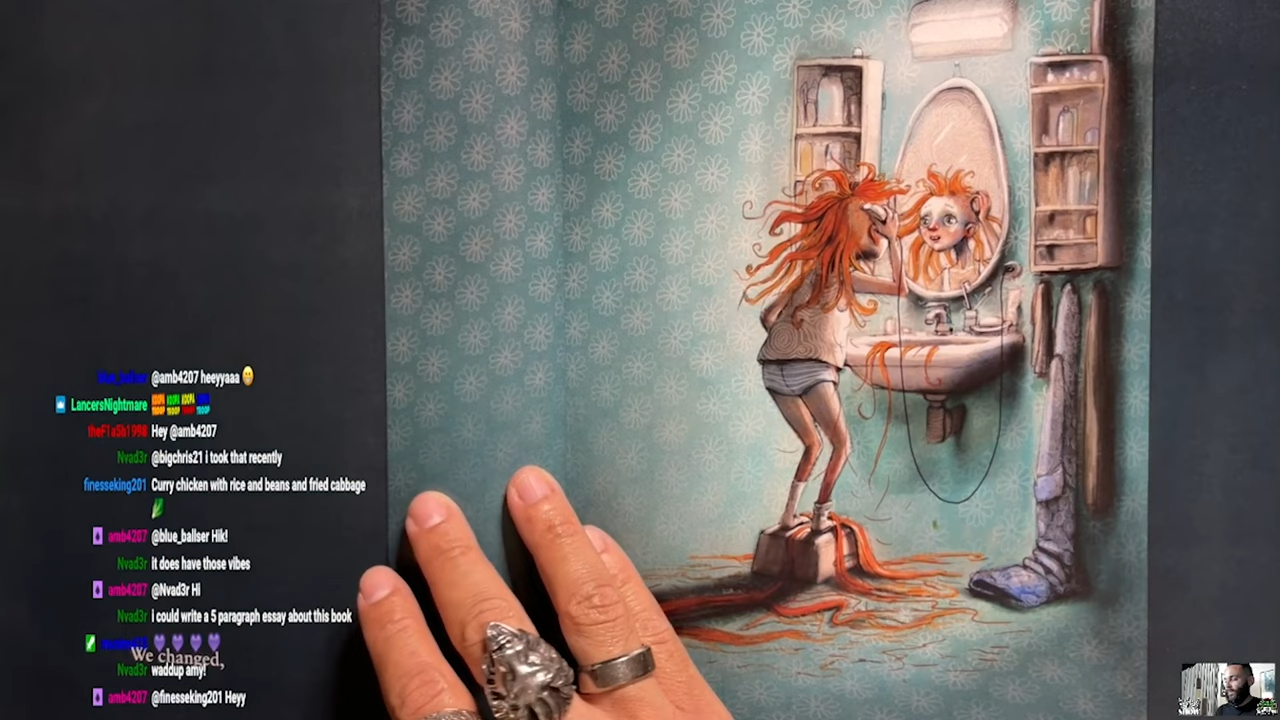 @amb4207 heeyyaaa
LancersNightmare
theF1a5h1998 Hey @amb4207
Nvad3r @bigchris21 i took that recently
finesseking201 Curry chicken with rice and beans and fried cabbage
amb4207 @blue_ballser Hik!
Nvad3r It does have those vibes
amb4207 @Nvad3r Hi
Nvad3r i could write a 5 paragraph essay about this book
We changed,
Nvad3r waddup amy!
amb4207 @finesseking201 Heyy